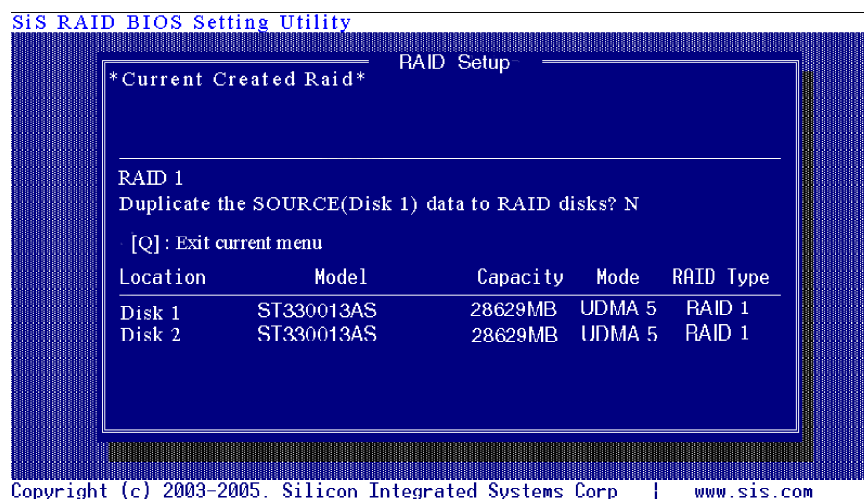 SiS RAID BIOS Setting Utility
RAID Setup
*Current Created Raid*
RAID 1
Duplicate the SOURCE(Disk 1) data to RAID disks? N
[Q] : Exit current menu
Location Model Capacity Mode RAID Type
Disk 1 ST330013AS 28629MB UDMA 5 RAID 1
Disk 2 ST330013AS 28629MB UDMA 5 RAID 1
Copyright (c) 2003-2005. Silicon Integrated Systems Corp | www.sis.com